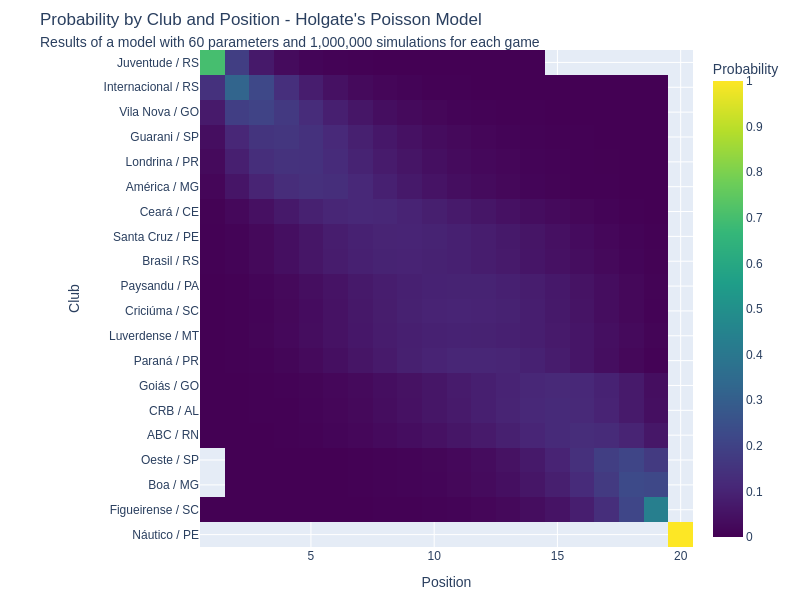 Probability by Club and Position - Holgate's Poisson Model
Results of a model with 60 parameters and 1,000,000 simulations for each game
Probability
Juventude / RS
Internacional / RS
Vila Nova / GO
Guarani / SP
Londrina / PR
América / MG
Ceará / CE
Santa Cruz / PE
Brasil / RS
Paysandu / PA
Criciúma / SC
Luverdense / MT
Paraná / PR
Goiás / GO
CRB / AL
ABC / RN
Oeste / SP
Boa / MG
Figueirense / SC
Náutico / PE
Club
5
10
15
20
Position
1
0.9
0.8
0.7
0.6
0.5
0.4
0.3
0.2
0.1
0